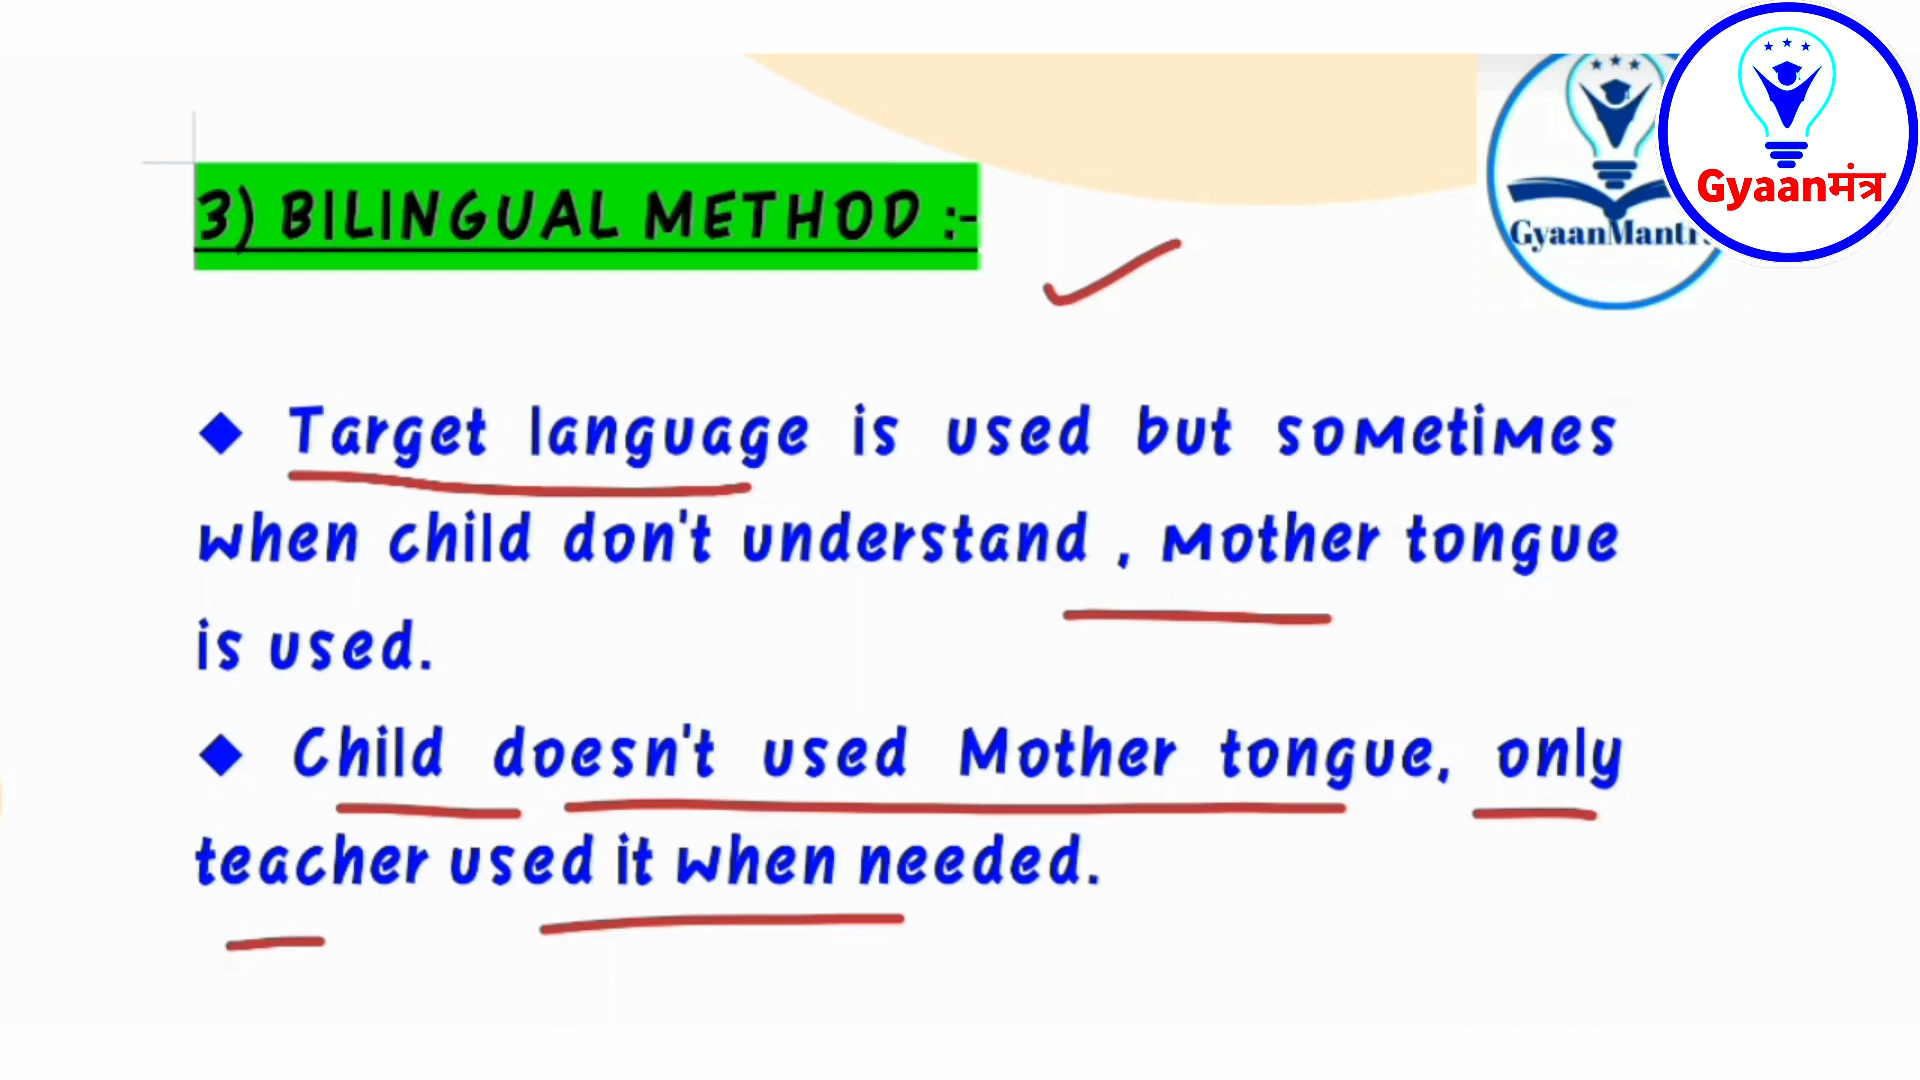 Gyaanमंत्र
GyaanMantr
3) BILINGUAL METHOD :-
◆ Target language is used but sometimes
when child don't understand , Mother tongue
is used.
◆ Child doesn't used Mother tongue, only
teacher used it when needed.